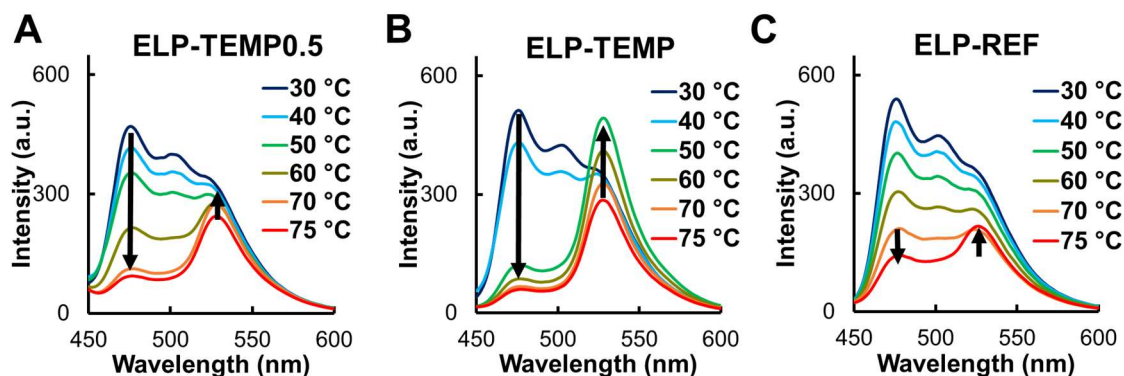 A
ELP-TEMP0.5
Intensity (a.u.)
600
300
0
450
500
550
600
Wavelength (nm)
30 °C
40 °C
50 °C
60 °C
70 °C
75 °C
B
ELP-TEMP
Intensity (a.u.)
600
300
0
450
500
550
600
Wavelength (nm)
30 °C
40 °C
50 °C
60 °C
70 °C
75 °C
C
ELP-REF
Intensity (a.u.)
600
300
0
450
500
550
600
Wavelength (nm)
30 °C
40 °C
50 °C
60 °C
70 °C
75 °C